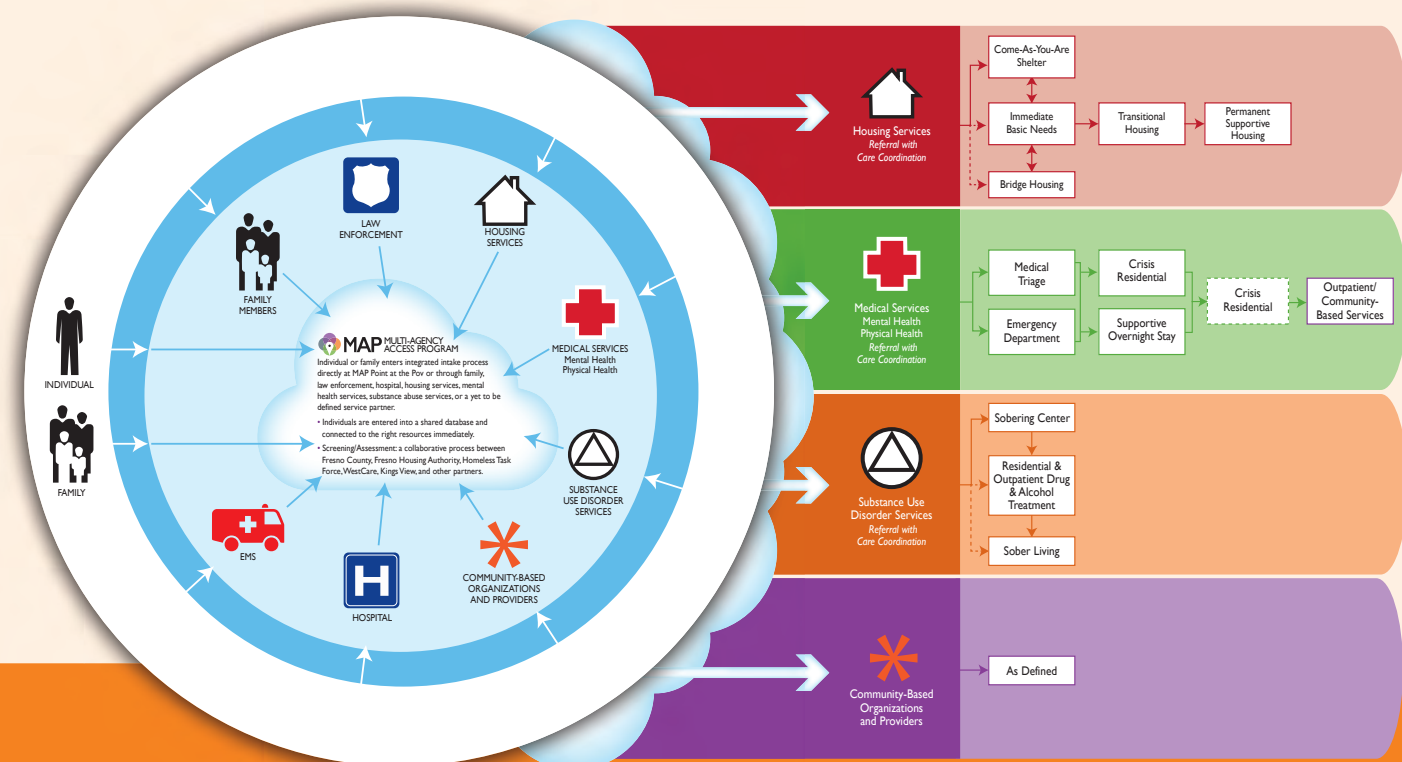 INDIVIDUAL
FAMILY
FAMILY
MEMBERS
LAW
ENFORCEMENT
HOUSING
SERVICES
MEDICAL SERVICES
Mental Health
Physical Health
SUBSTANCE
USE DISORDER
SERVICES
COMMUNITY-BASED
ORGANIZATIONS
AND PROVIDERS
H
HOSPITAL
EMS
MAP MULTI-AGENCY
ACCESS PROGRAM
Individual or family enters integrated intake process
directly at MAP Point at the Pov or through family,
law enforcement, hospital, housing services, mental
health services, substance abuse services, or a yet to be
defined service partner.
• Individuals are entered into a shared database and
connected to the right resources immediately.
• Screening/Assessment: a collaborative process between
Fresno County, Fresno Housing Authority, Homeless Task
Force, WestCare, Kings View, and other partners.
Housing Services
Referral with
Care Coordination
Come-As-You-Are
Shelter
Immediate
Basic Needs
Transitional
Housing
Permanent
Supportive
Housing
Bridge Housing
Medical Services
Mental Health
Physical Health
Referral with
Care Coordination
Medical
Triage
Emergency
Department
Crisis
Residential
Supportive
Overnight Stay
Crisis
Residential
Outpatient/
Community-
Based Services
Substance Use
Disorder Services
Referral with
Care Coordination
Sobering Center
Residential &
Outpatient Drug
& Alcohol
Treatment
Sober Living
Community-Based
Organizations
and Providers
As Defined